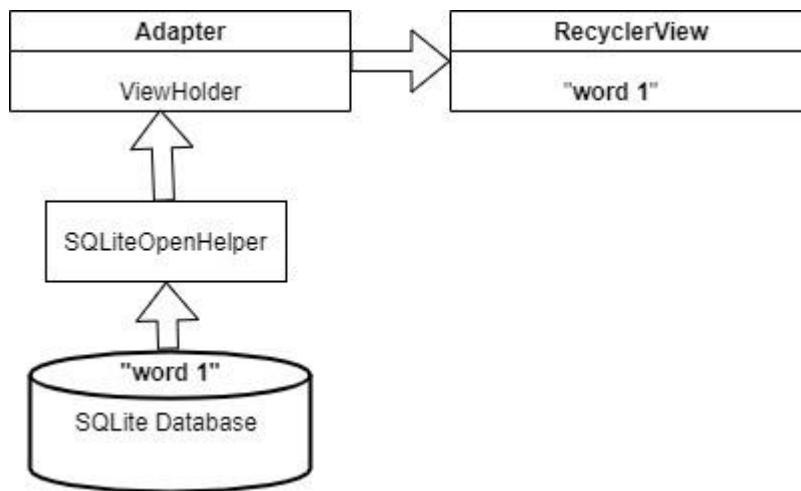 Adapter
ViewHolder
RecyclerView
"word 1"
SQLiteOpenHelper
"word 1"
SQLite Database